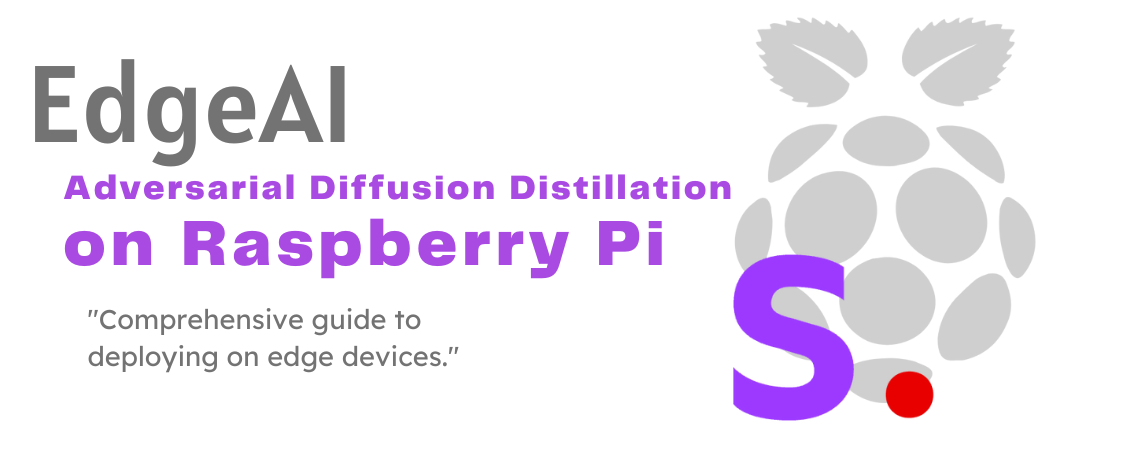 EdgeAI
Adversarial Diffusion Distillation
on Raspberry Pi
"Comprehensive guide to
deploying on edge devices."
S.